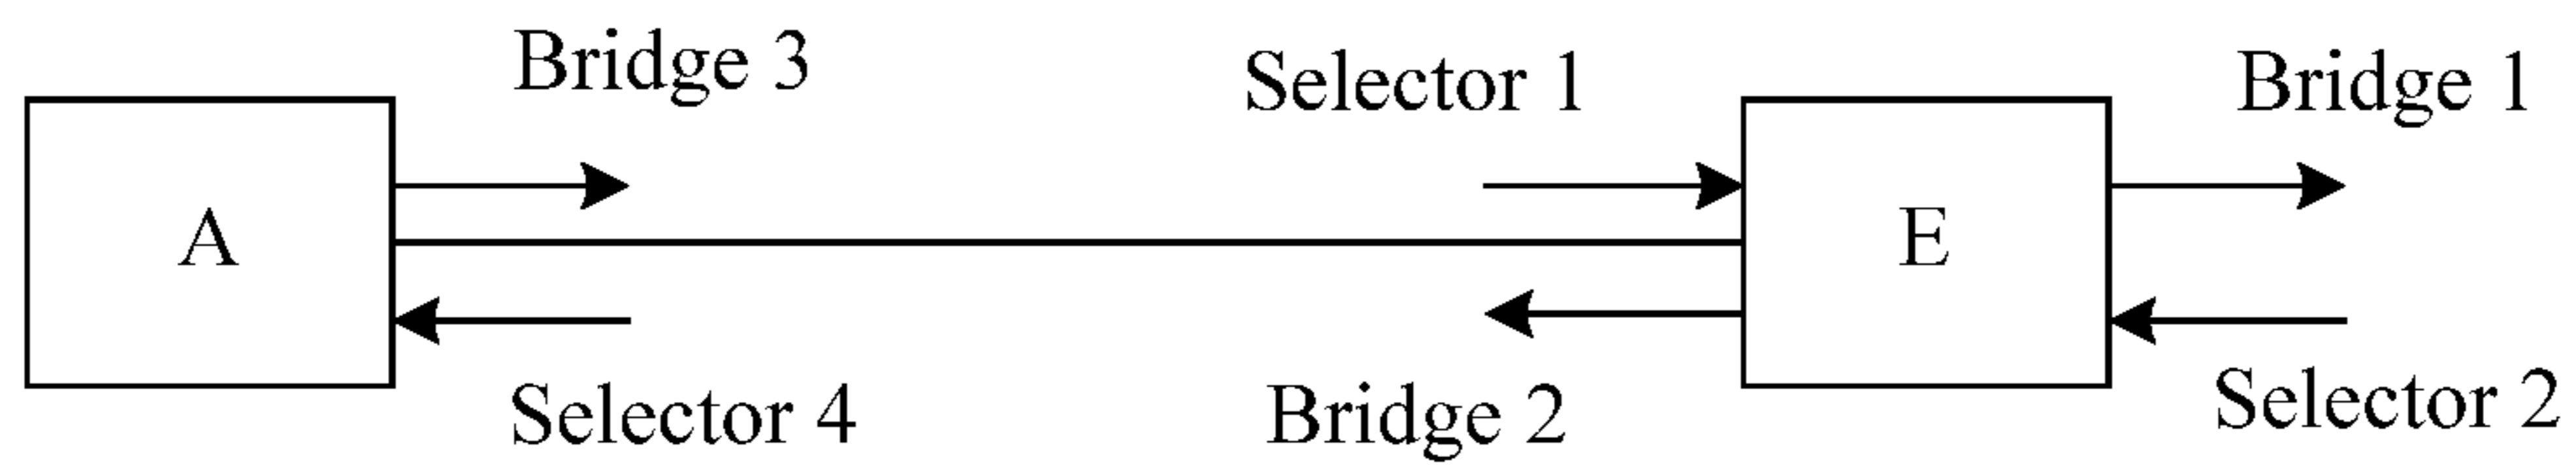 Bridge 3
Selector 1
Bridge 1
A
E
Selector 4
Bridge 2
Selector 2